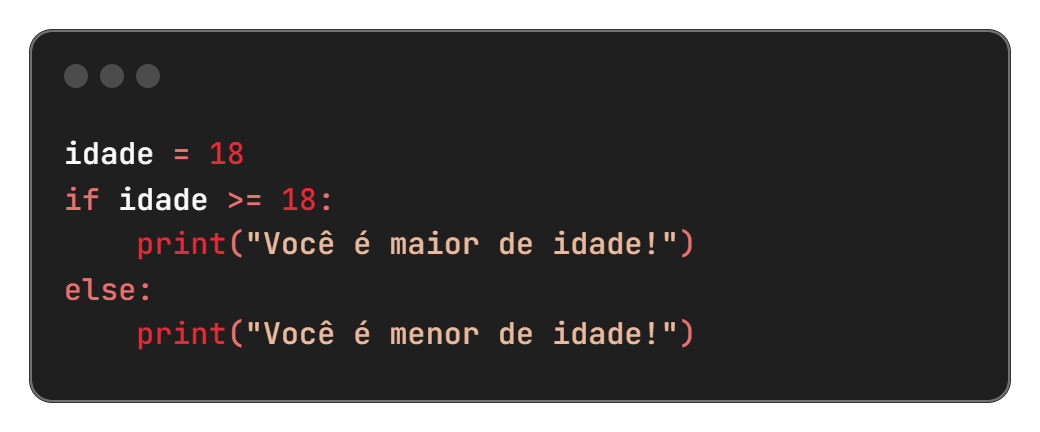 idade = 18
if idade >= 18:
    print("Você é maior de idade!")
else:
    print("Você é menor de idade!")